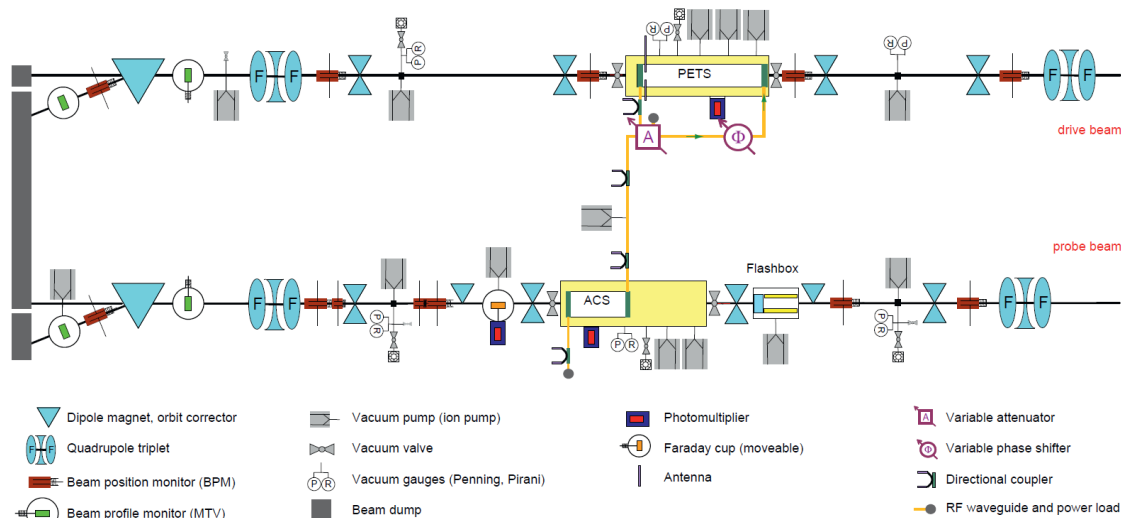 P R
P R
R P
F F
PETS
F F
A
Φ
drive beam
probe beam
Flashbox
F F
ACS
F F
P R
P R
P R
Dipole magnet, orbit corrector
Vacuum pump (ion pump)
Photomultiplier
A Variable attenuator
F F Quadrupole triplet
Vacuum valve
Faraday cup (moveable)
Φ Variable phase shifter
Beam position monitor (BPM)
P R Vacuum gauges (Penning, Pirani)
Antenna
Directional coupler
Beam profile monitor (MTV)
Beam dump
RF waveguide and power load